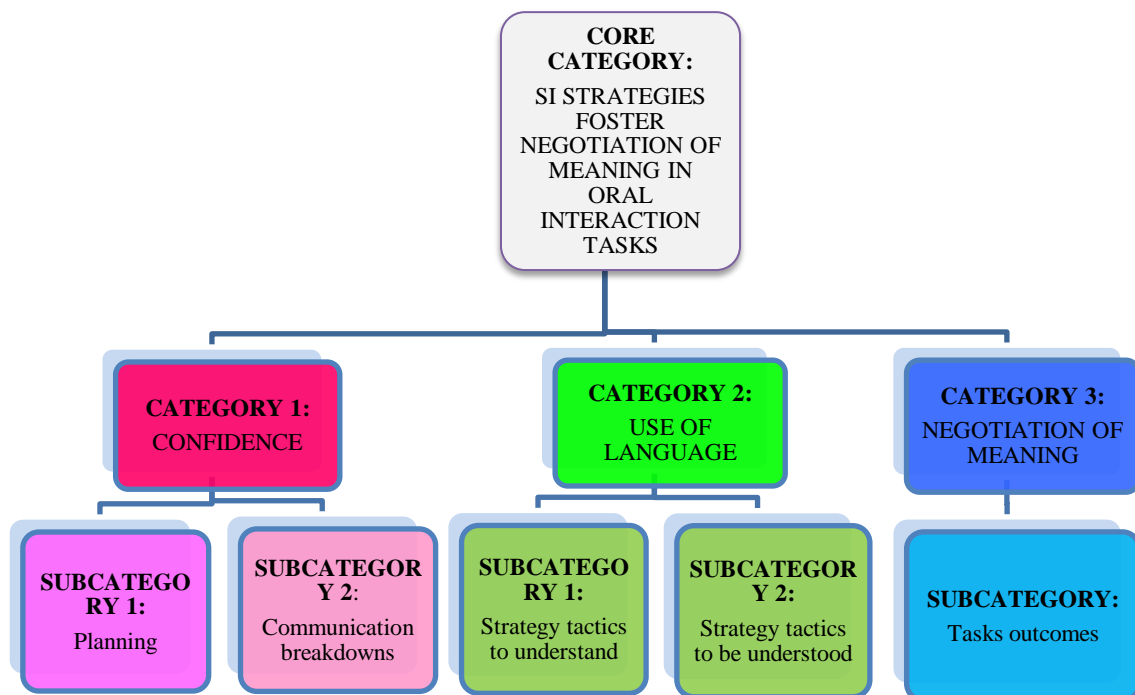 CORE
CATEGORY:
SI STRATEGIES
FOSTER
NEGOTIATION OF
MEANING IN
ORAL
INTERACTION
TASKS
CATEGORY 1:
CONFIDENCE
CATEGORY 2:
USE OF
LANGUAGE
CATEGORY 3:
NEGOTIATION OF
MEANING
SUBCATEGO
RY 1:
Planning
SUBCATEGOR
Y 2:
Communication
breakdowns
SUBCATEGO
RY 1:
Strategy tactics
to understand
SUBCATEGOR
Y 2:
Strategy tactics
to be understood
SUBCATEGORY:
Tasks outcomes